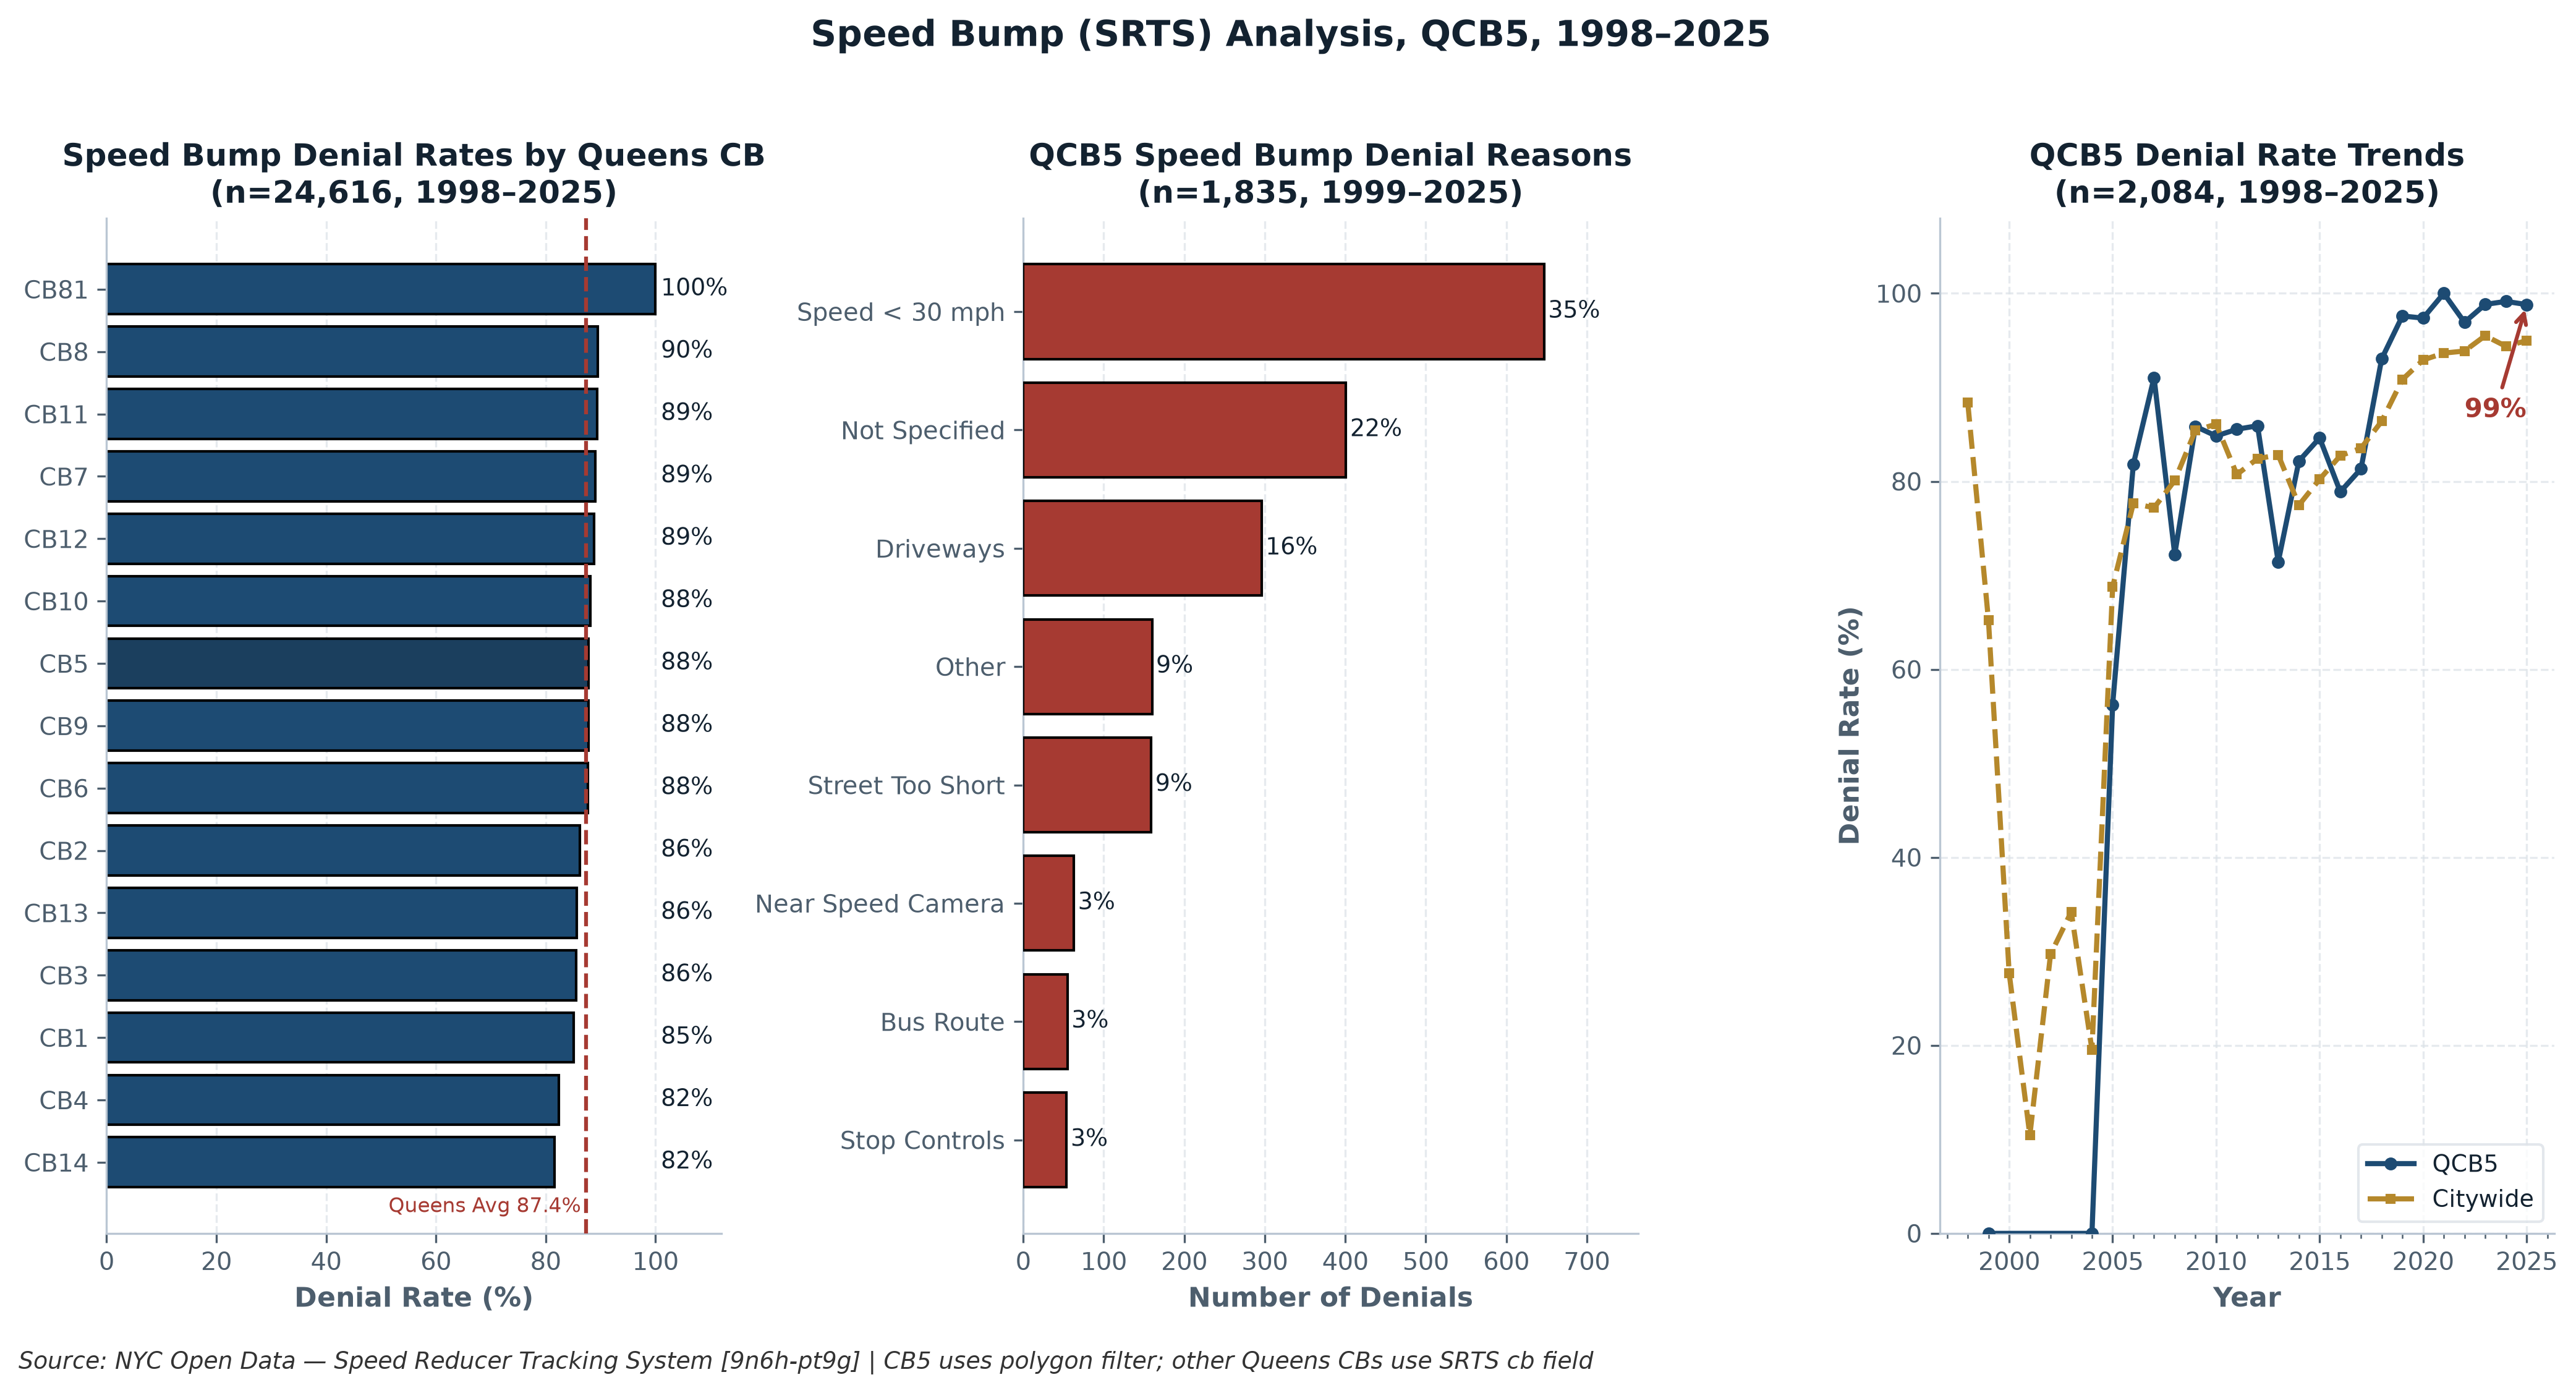 Speed Bump (SRTS) Analysis, QCB5, 1998–2025
Speed Bump Denial Rates by Queens CB
(n=24,616, 1998–2025)
CB81
100%
CB8
90%
CB11
89%
CB7
89%
CB12
89%
CB10
88%
CB5
88%
CB9
88%
CB6
88%
CB2
86%
CB13
86%
CB3
86%
CB1
85%
CB4
82%
CB14
82%
Queens Avg 87.4%
0 20 40 60 80 100
Denial Rate (%)
QCB5 Speed Bump Denial Reasons
(n=1,835, 1999–2025)
Speed < 30 mph
35%
Not Specified
22%
Driveways
16%
Other
9%
Street Too Short
9%
Near Speed Camera
3%
Bus Route
3%
Stop Controls
3%
0 100 200 300 400 500 600 700
Number of Denials
QCB5 Denial Rate Trends
(n=2,084, 1998–2025)
100
80
60
40
20
0
Denial Rate (%)
99%
QCB5
Citywide
2000 2005 2010 2015 2020 2025
Year
Source: NYC Open Data — Speed Reducer Tracking System [9n6h-pt9g] | CB5 uses polygon filter; other Queens CBs use SRTS cb field